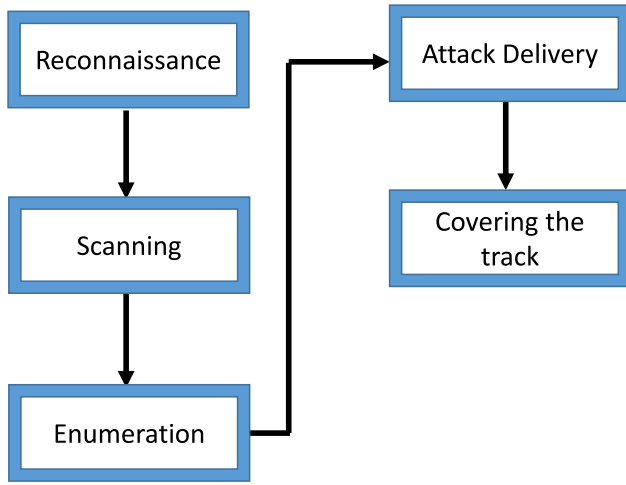 Reconnaissance
Scanning
Enumeration
Attack Delivery
Covering the
track